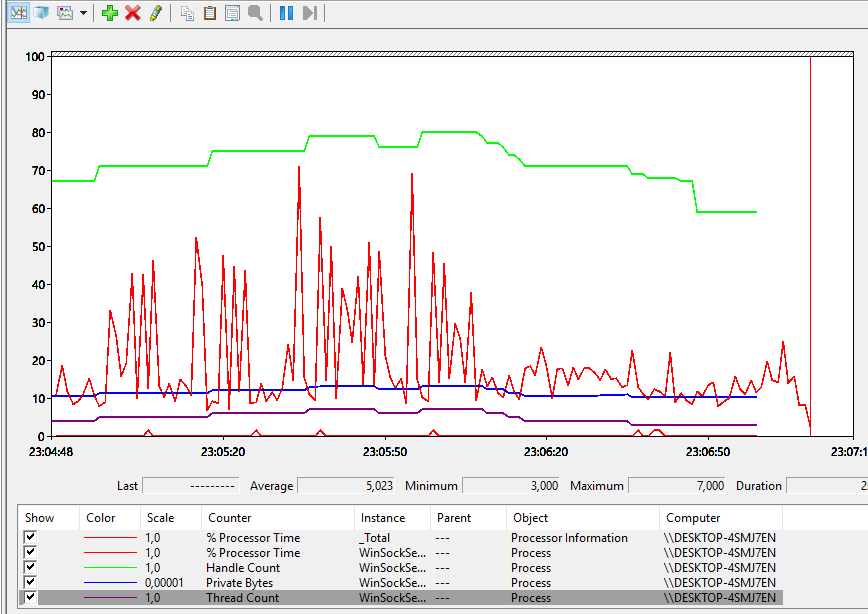 100
90
80
70
60
50
40
30
20
10
0
23:04:48 23:05:20 23:05:50 23:06:20 23:06:50 23:07:1
Last --------- Average 5,023 Minimum 3,000 Maximum 7,000 Duration 2
Show Color Scale Counter Instance Parent Object Computer
1,0 % Processor Time _Total --- Processor Information \\DESKTOP-4SMJ7EN
1,0 % Processor Time WinSockSe... --- Process \\DESKTOP-4SMJ7EN
1,0 Handle Count WinSockSe... --- Process \\DESKTOP-4SMJ7EN
0,00001 Private Bytes WinSockSe... --- Process \\DESKTOP-4SMJ7EN
1,0 Thread Count WinSockSe... --- Process \\DESKTOP-4SMJ7EN